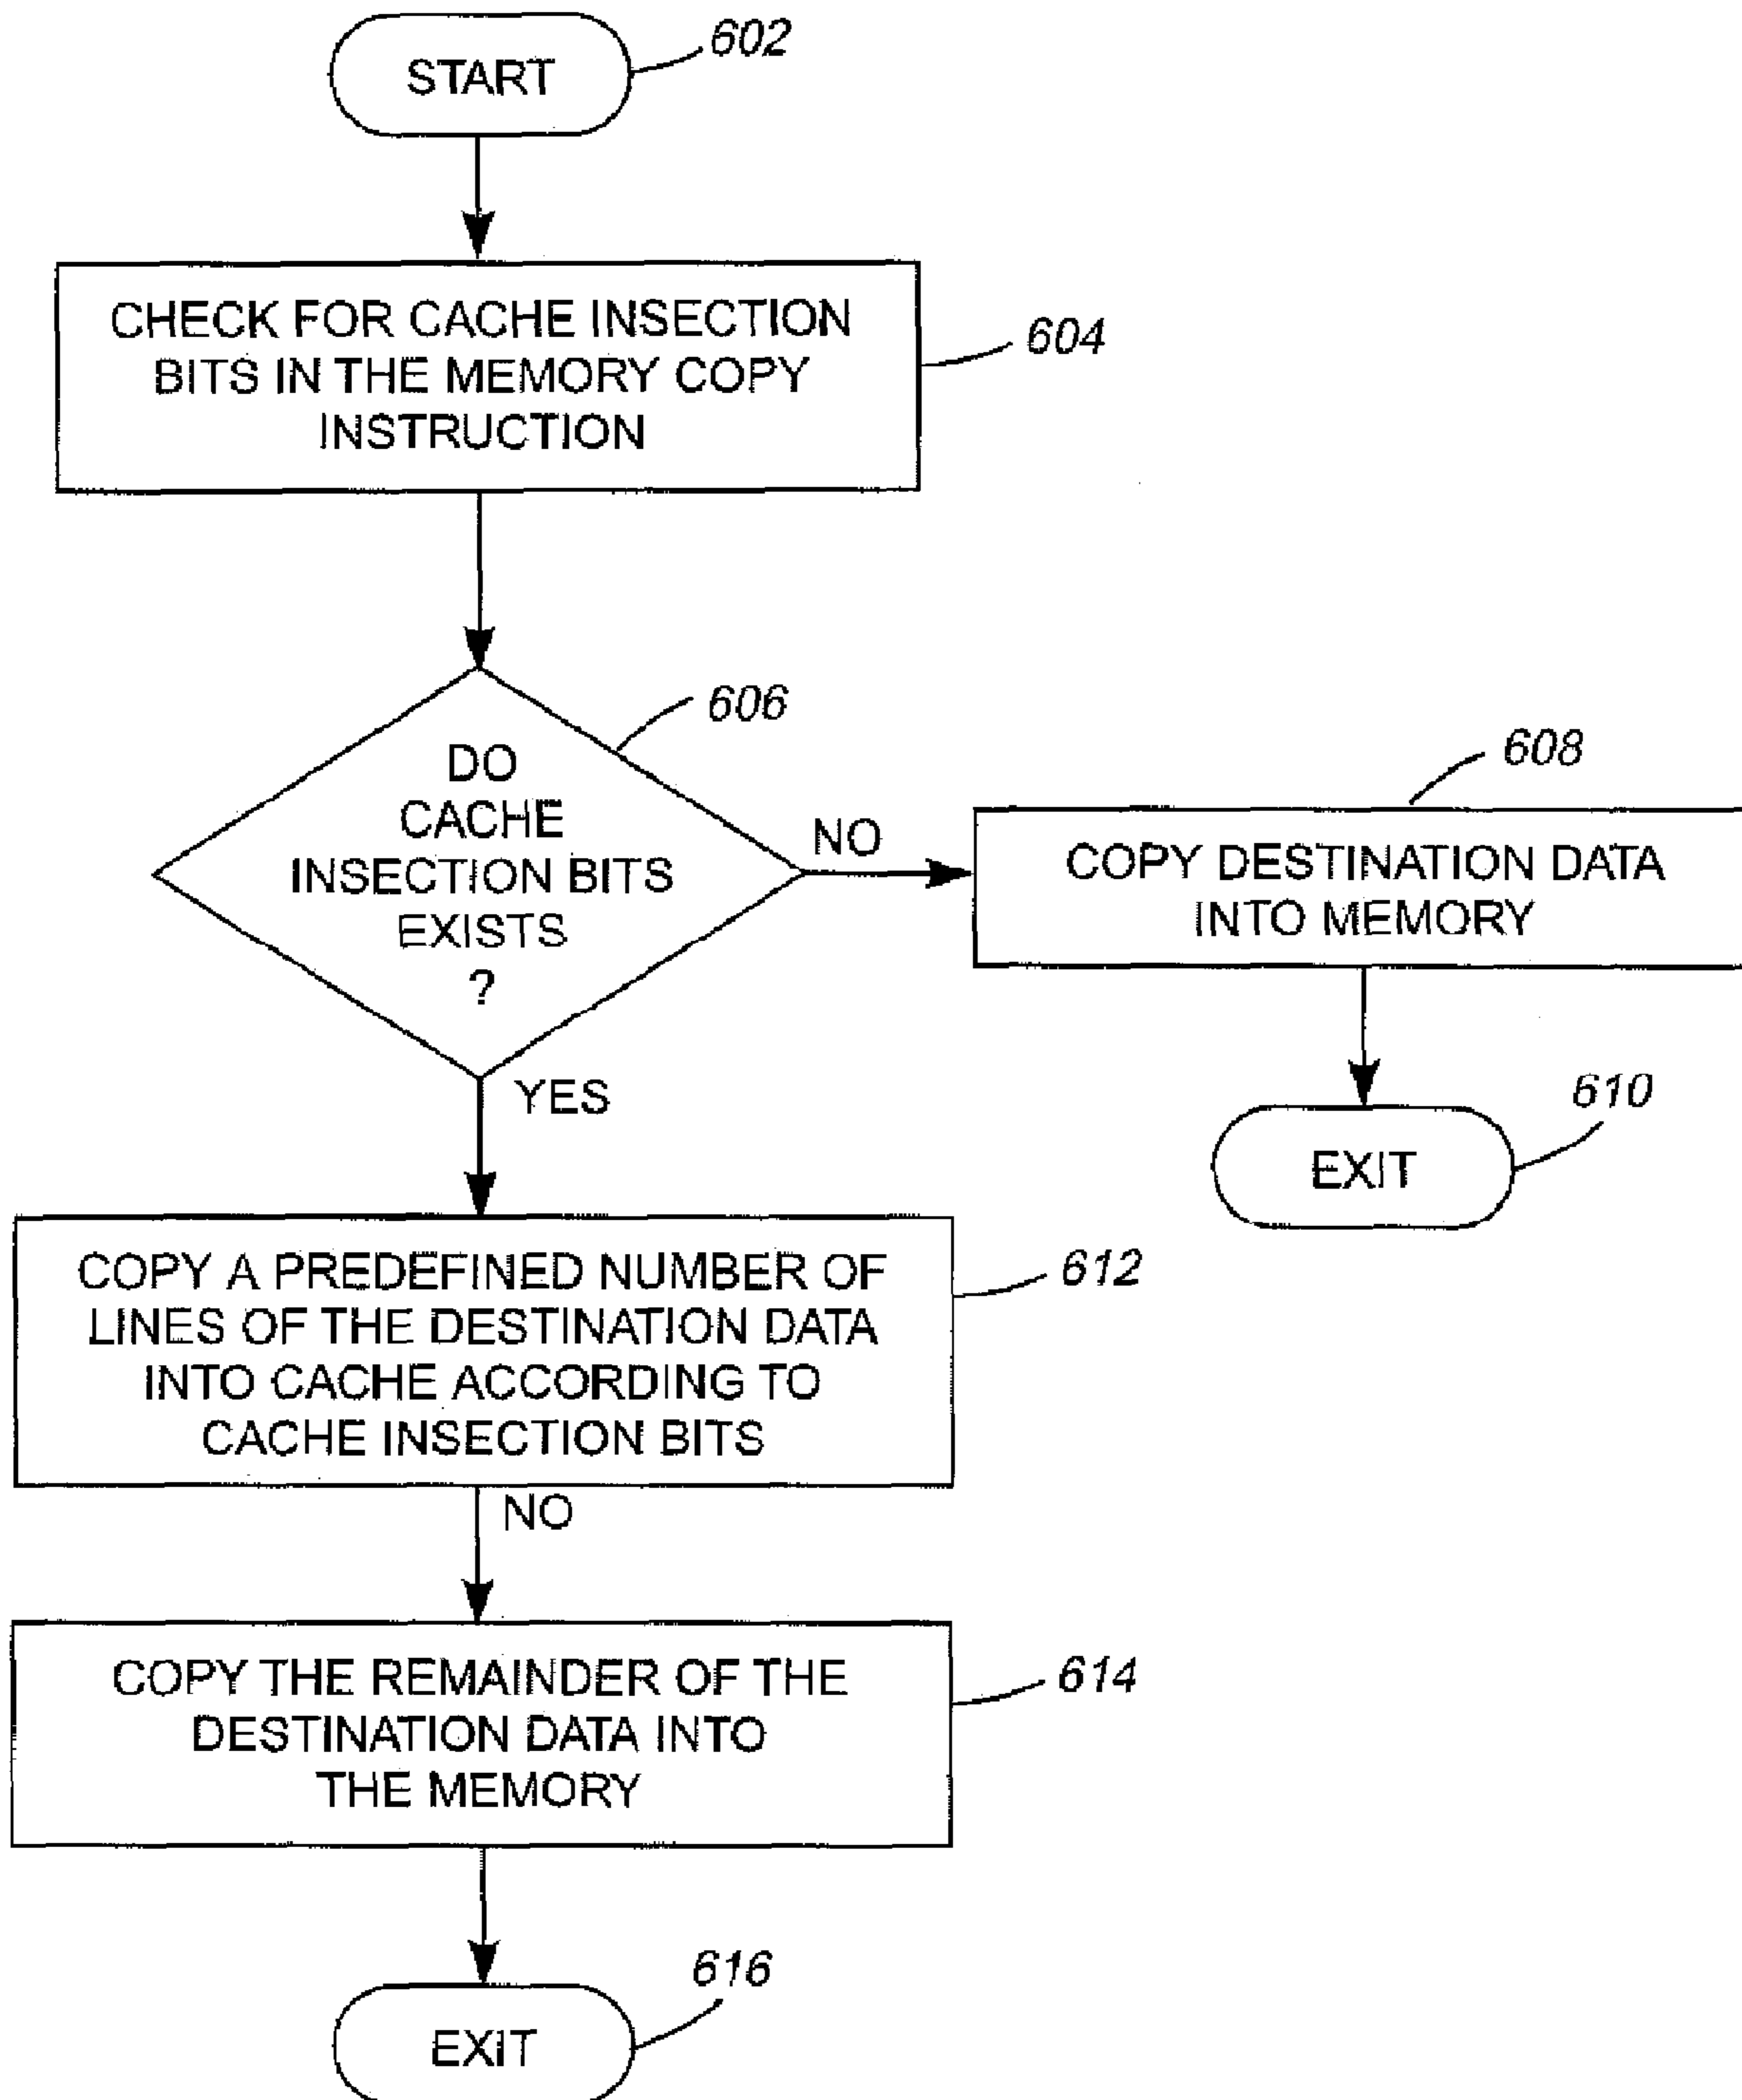 602
START
CHECK FOR CACHE INSECTION
BITS IN THE MEMORY COPY
INSTRUCTION
604
606
DO
CACHE
INSECTION BITS
EXISTS
?
NO
608
COPY DESTINATION DATA
INTO MEMORY
610
EXIT
YES
COPY A PREDEFINED NUMBER OF
LINES OF THE DESTINATION DATA
INTO CACHE ACCORDING TO
CACHE INSECTION BITS
612
NO
COPY THE REMAINDER OF THE
DESTINATION DATA INTO
THE MEMORY
614
616
EXIT